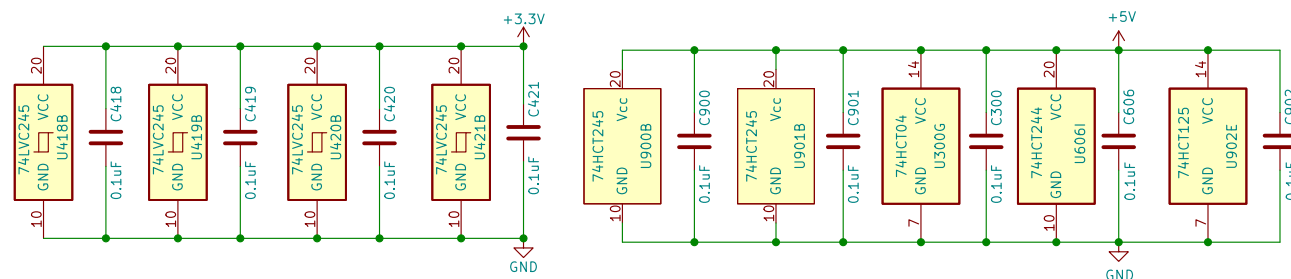 +3.3V
20
74LVC245
VCC
GND
U418B
10
C418
0.1uF
20
74LVC245
VCC
GND
U419B
10
C419
0.1uF
20
74LVC245
VCC
GND
U420B
10
C420
0.1uF
20
74LVC245
VCC
GND
U421B
10
C421
0.1uF
GND
+5V
20
74HCT245
Vcc
GND
U900B
10
C900
0.1uF
20
74HCT245
Vcc
GND
U901B
10
C901
0.1uF
14
74HCT04
VCC
GND
U300G
7
C300
0.1uF
20
74HCT244
VCC
GND
U606I
10
C606
0.1uF
14
74HCT125
VCC
GND
U902E
7
C902
0.1uF
GND